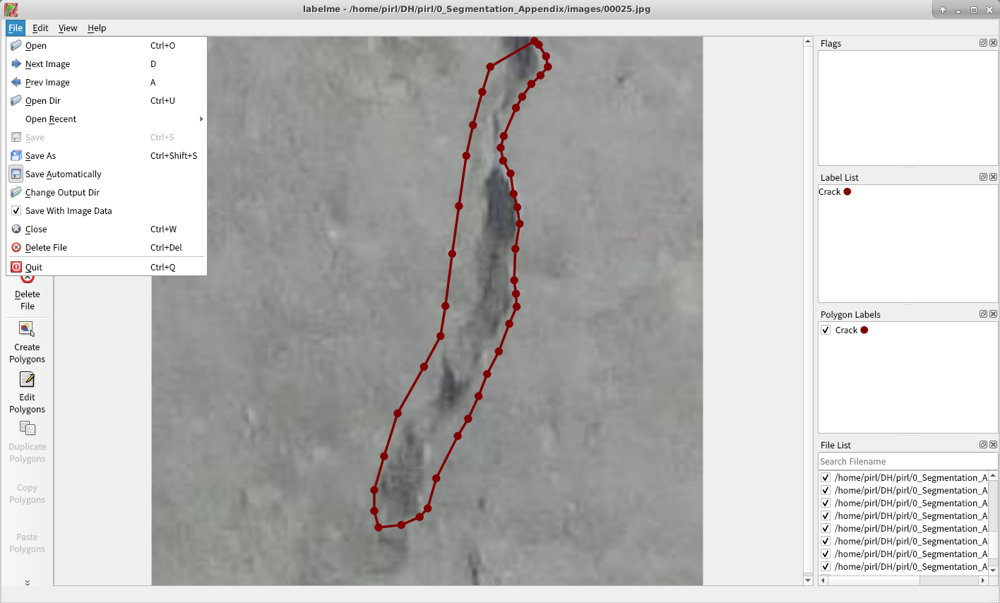 labelme - /home/pirl/DH/pirl/0_Segmentation_Appendix/images/00025.jpg
File Edit View Help
Open Ctrl+O
Next Image D
Prev Image A
Open Dir Ctrl+U
Open Recent
Save Ctrl+S
Save As Ctrl+Shift+S
Save Automatically
Change Output Dir
Save With Image Data
Close Ctrl+W
Delete File Ctrl+Del
Quit Ctrl+Q
Delete
File
Create
Polygons
Edit
Polygons
Duplicate
Polygons
Copy
Polygons
Paste
Polygons
Flags
Label List
Crack
Polygon Labels
Crack
File List
Search Filename
/home/pirl/DH/pirl/0_Segmentation_A
/home/pirl/DH/pirl/0_Segmentation_A
/home/pirl/DH/pirl/0_Segmentation_A
/home/pirl/DH/pirl/0_Segmentation_A
/home/pirl/DH/pirl/0_Segmentation_A
/home/pirl/DH/pirl/0_Segmentation_A
/home/pirl/DH/pirl/0_Segmentation_A
/home/pirl/DH/pirl/0_Segmentation_A